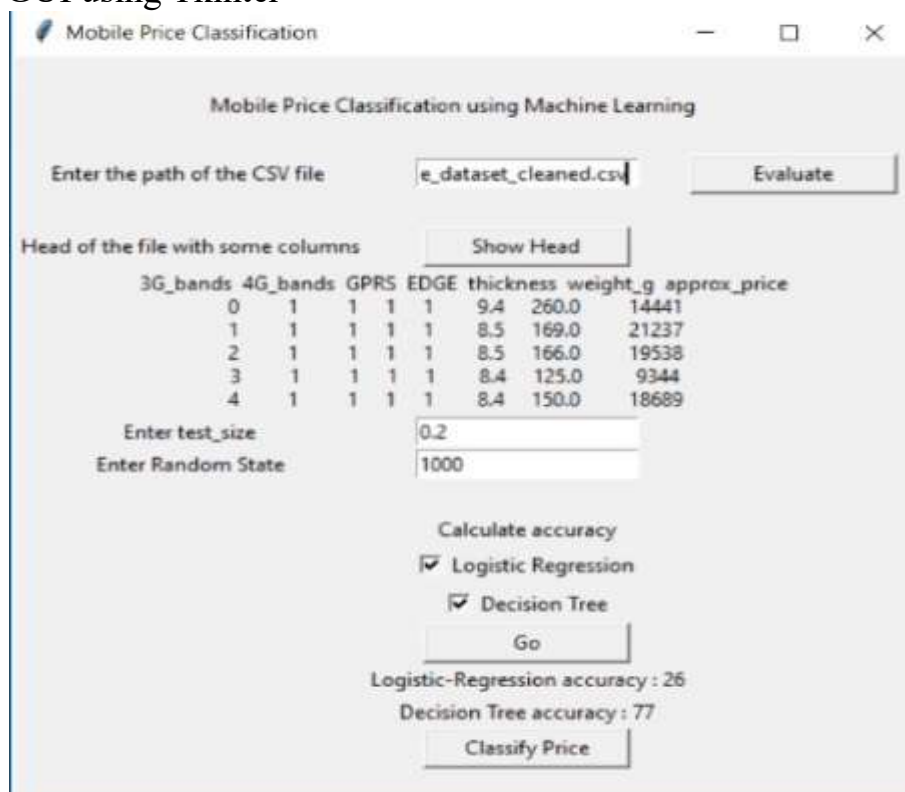 GUI using Tkinter
Mobile Price Classification
Mobile Price Classification using Machine Learning
Enter the path of the CSV file e_dataset_cleaned.csv Evaluate
Head of the file with some columns Show Head
3G_bands 4G_bands GPRS EDGE thickness weight_g approx_price
0 1 1 1 1 9.4 260.0 14441
1 1 1 1 1 8.5 169.0 21237
2 1 1 1 1 8.5 166.0 19538
3 1 1 1 1 8.4 125.0 9344
4 1 1 1 1 8.4 150.0 18689
Enter test_size 0.2
Enter Random State 1000
Calculate accuracy
Logistic Regression
Decision Tree
Go
Logistic-Regression accuracy : 26
Decision Tree accuracy : 77
Classify Price